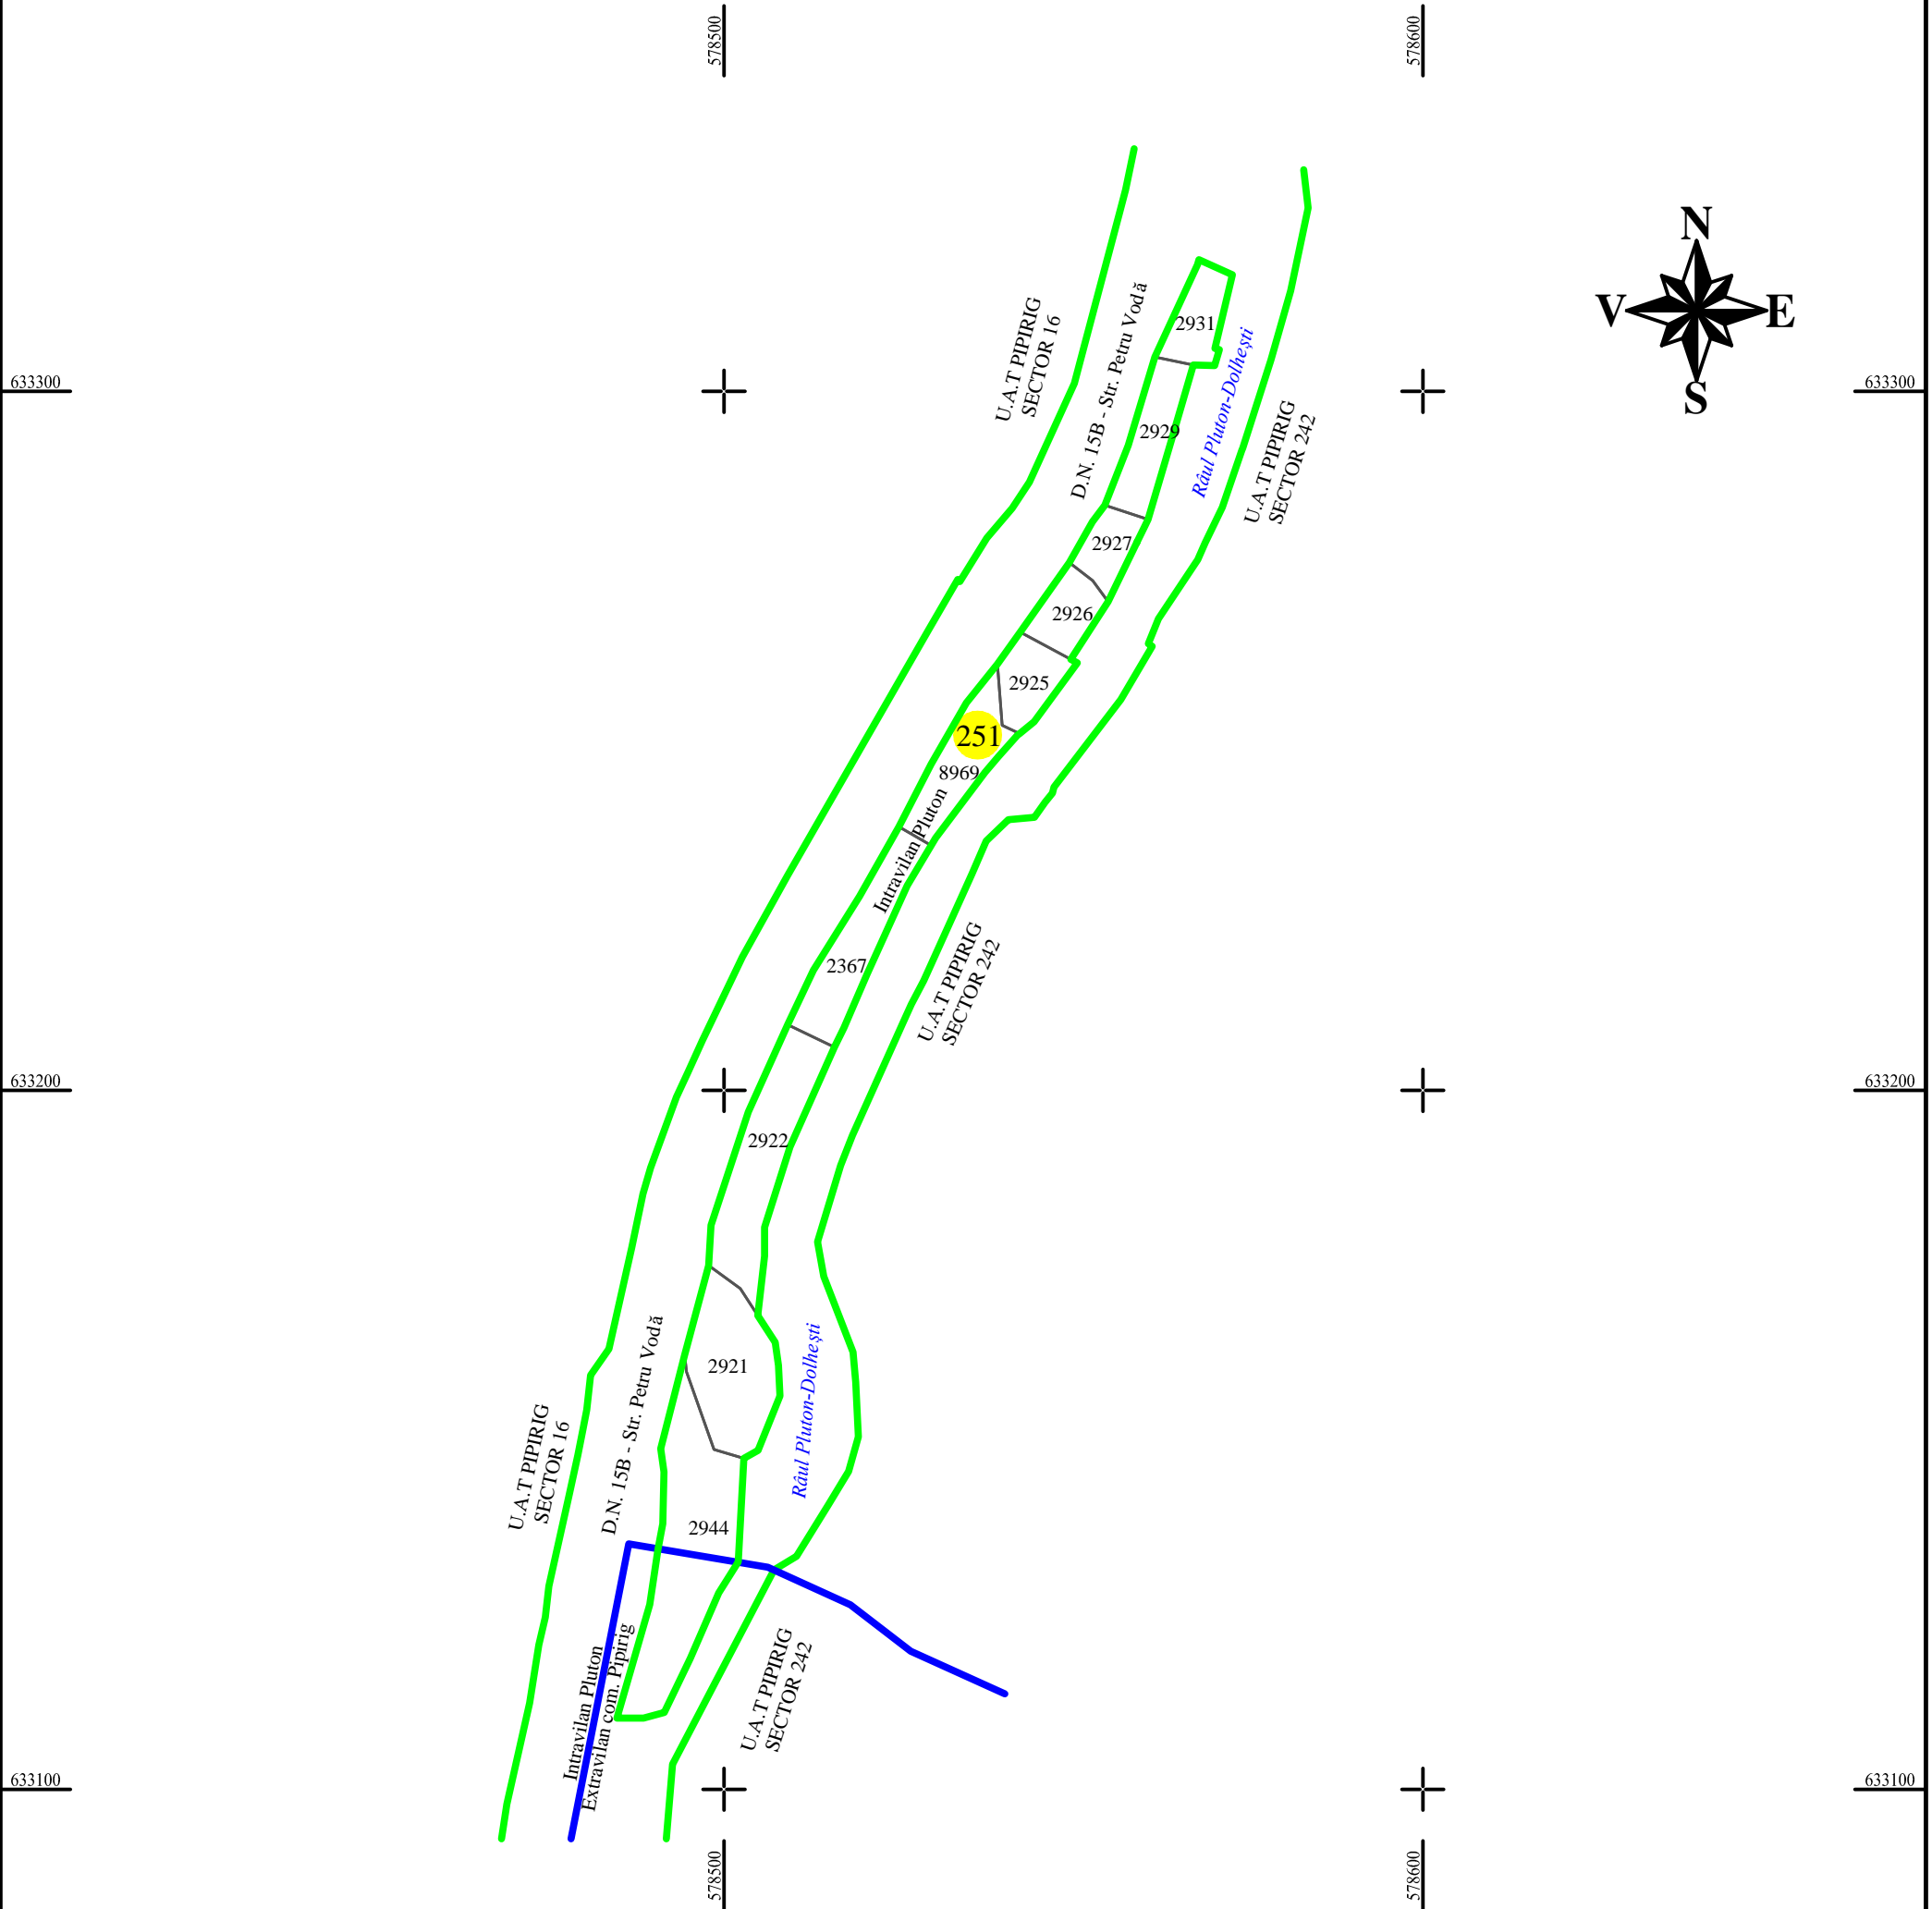 578500
578600
N
V
E
S
U.A.T PIPIRIG
SECTOR 16
D.N. 15B - Str. Petru Vodă
2931
Râul Pluton-Dolhești
633300
633300
U.A.T PIPIRIG
SECTOR 242
2929
2927
2926
2925
251
8969
Intravilan Pluton
2367
U.A.T PIPIRIG
SECTOR 242
633200
633200
2922
D.N. 15B - Str. Petru Vodă
2921
Râul Pluton-Dolhești
U.A.T PIPIRIG
SECTOR 16
2944
Intravilan Pluton
Extravilan com. Pipirig
U.A.T PIPIRIG
SECTOR 242
633100
633100
578500
578600